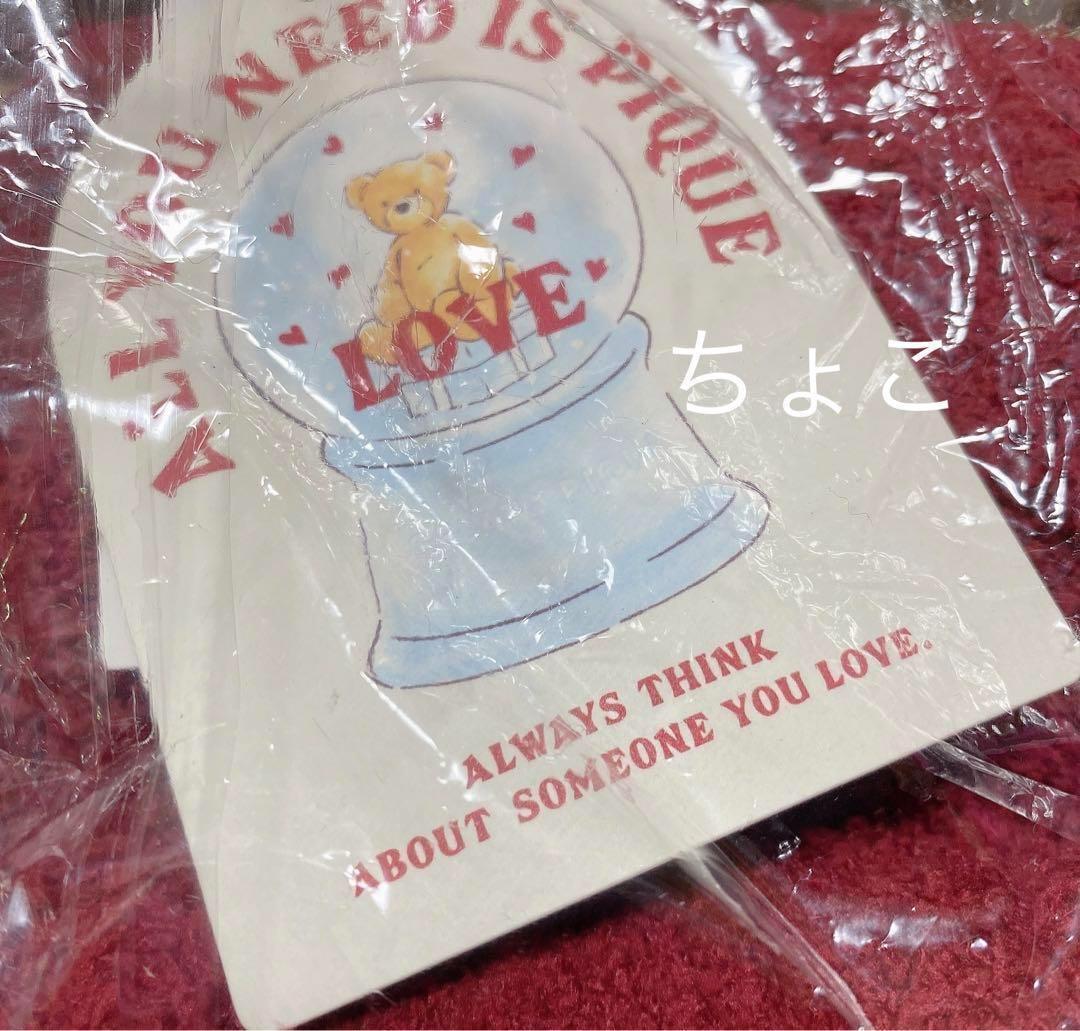 ALL YOU NEED IS PIQUE
LOVE
ちょこ
ALWAYS THINK
ABOUT SOMEONE YOU LOVE.